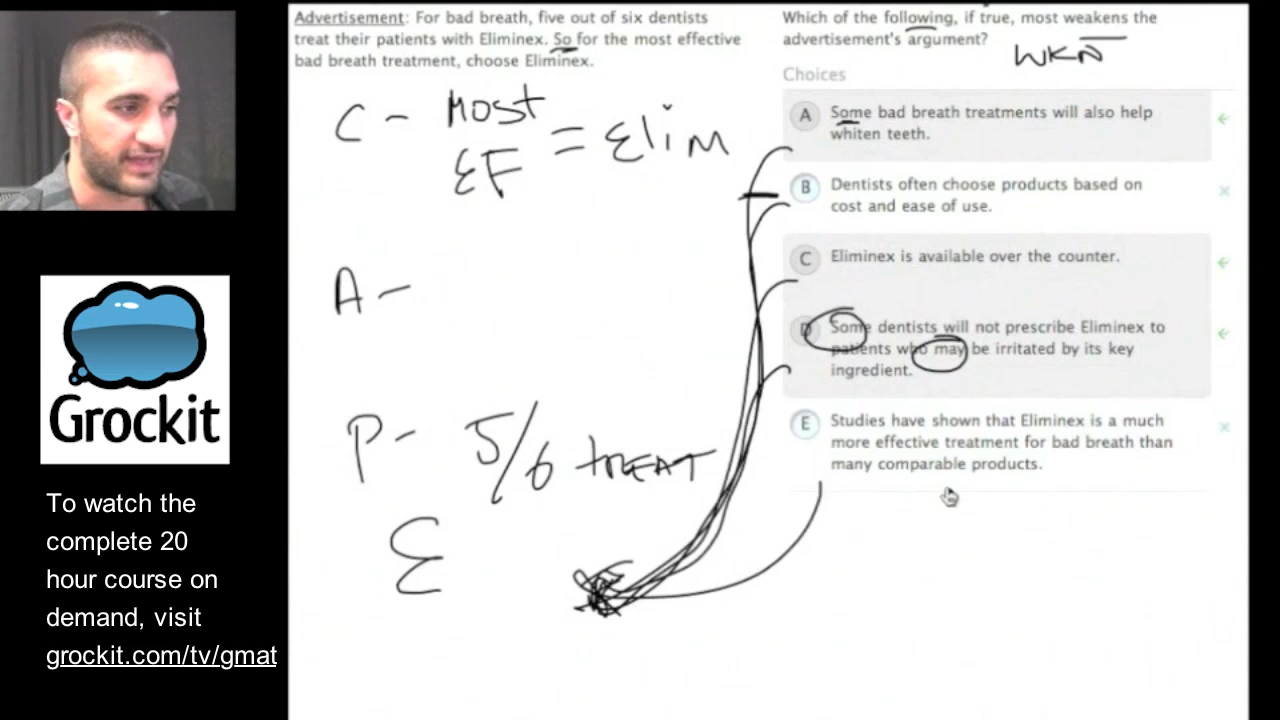 Advertisement: For bad breath, five out of six dentists
treat their patients with Eliminex. So for the most effective
bad breath treatment, choose Eliminex.
C - MOST
EF = Elim
A -
P - 5/6 TREAT
E
Which of the following, if true, most weakens the
advertisement's argument?
WKN
Choices
A Some bad breath treatments will also help
whiten teeth.
B Dentists often choose products based on
cost and ease of use.
C Eliminex is available over the counter.
D Some dentists will not prescribe Eliminex to
patients who may be irritated by its key
ingredient.
E Studies have shown that Eliminex is a much
more effective treatment for bad breath than
many comparable products.
Grockit
To watch the
complete 20
hour course on
demand, visit
grockit.com/tv/gmat